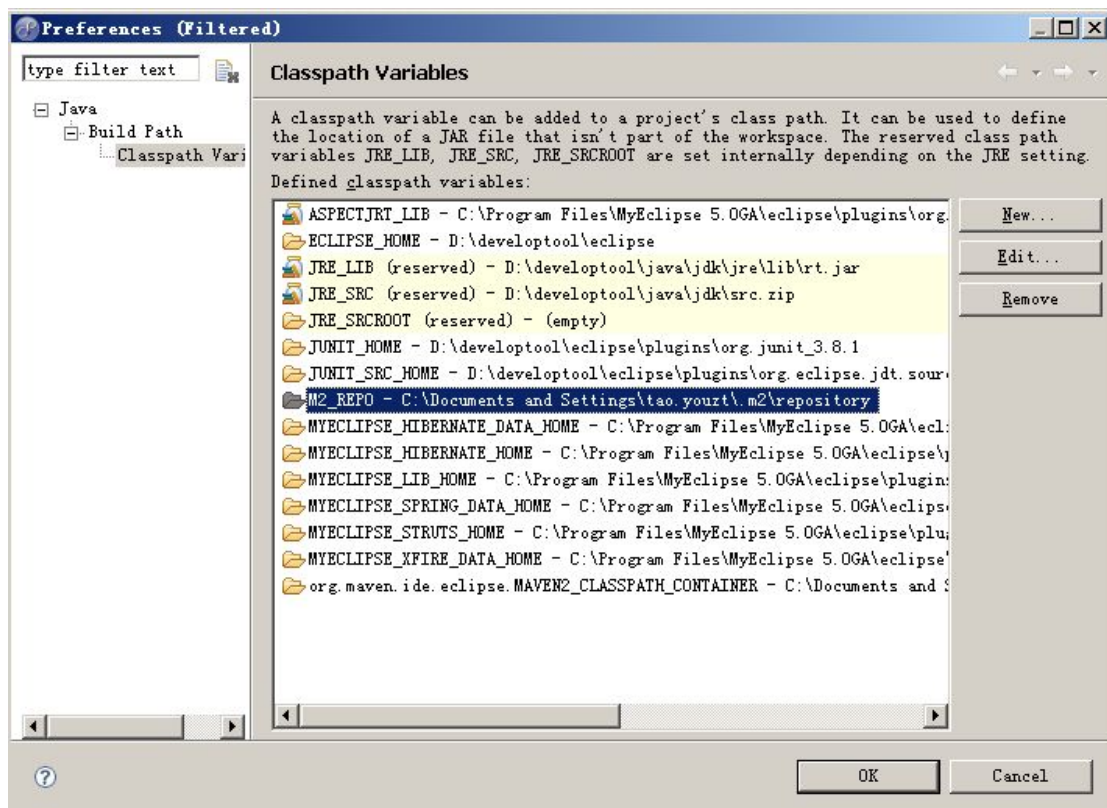 Preferences (Filtered)
type filter text
Java
Build Path
Classpath Vari
Classpath Variables
A classpath variable can be added to a project's class path. It can be used to define
the location of a JAR file that isn't part of the workspace. The reserved class path
variables JRE_LIB, JRE_SRC, JRE_SRCROOT are set internally depending on the JRE setting.
Defined classpath variables:
ASPECTJRT_LIB - C:\Program Files\MyEclipse 5.0GA\eclipse\plugins\org.
ECLIPSE_HOME - D:\developtool\eclipse
JRE_LIB (reserved) - D:\developtool\java\jdk\jre\lib\rt.jar
JRE_SRC (reserved) - D:\developtool\java\jdk\src.zip
JRE_SRCROOT (reserved) - (empty)
JUNIT_HOME - D:\developtool\eclipse\plugins\org.junit_3.8.1
JUNIT_SRC_HOME - D:\developtool\eclipse\plugins\org.eclipse.jdt.sour
M2_REPO - C:\Documents and Settings\tao.youzt\.m2\repository
MYECLIPSE_HIBERNATE_DATA_HOME - C:\Program Files\MyEclipse 5.0GA\ecl
MYECLIPSE_HIBERNATE_HOME - C:\Program Files\MyEclipse 5.0GA\eclipse\
MYECLIPSE_LIB_HOME - C:\Program Files\MyEclipse 5.0GA\eclipse\plugin
MYECLIPSE_SPRING_DATA_HOME - C:\Program Files\MyEclipse 5.0GA\eclips
MYECLIPSE_STRUTS_HOME - C:\Program Files\MyEclipse 5.0GA\eclipse\plu
MYECLIPSE_XFIRE_DATA_HOME - C:\Program Files\MyEclipse 5.0GA\eclipse
org.maven.ide.eclipse.MAVEN2_CLASSPATH_CONTAINER - C:\Documents and
New...
Edit...
Remove
OK
Cancel